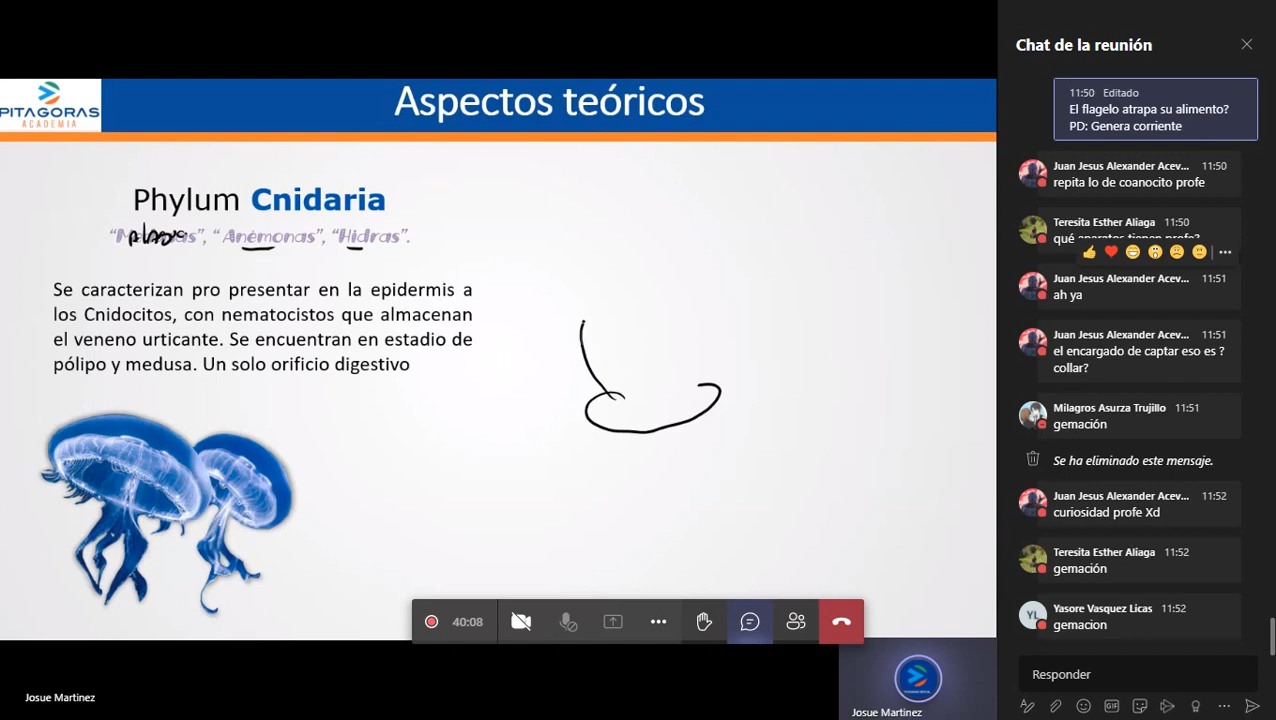 Chat de la reunión
PITAGORAS
ACADEMIA
Aspectos teóricos
Phylum Cnidaria
“ Anémonas”, “Hidras”.
Se caracterizan pro presentar en la epidermis a
los Cnidocitos, con nematocistos que almacenan
el veneno urticante. Se encuentran en estadio de
pólipo y medusa. Un solo orificio digestivo
40:08
Josue Martinez
Josue Martinez
11:50 Editado
El flagelo atrapa su alimento?
PD: Genera corriente
Juan Jesus Alexander Acev... 11:50
repita lo de coanocito profe
Teresita Esther Aliaga 11:50
Juan Jesus Alexander Acev... 11:51
ah ya
Juan Jesus Alexander Acev... 11:51
el encargado de captar eso es ?
collar?
Milagros Asurza Trujillo 11:51
gemación
Se ha eliminado este mensaje.
Juan Jesus Alexander Acev... 11:52
curiosidad profe Xd
Teresita Esther Aliaga 11:52
gemación
YL
Yasore Vasquez Licas 11:52
gemacion
Responder
GIF